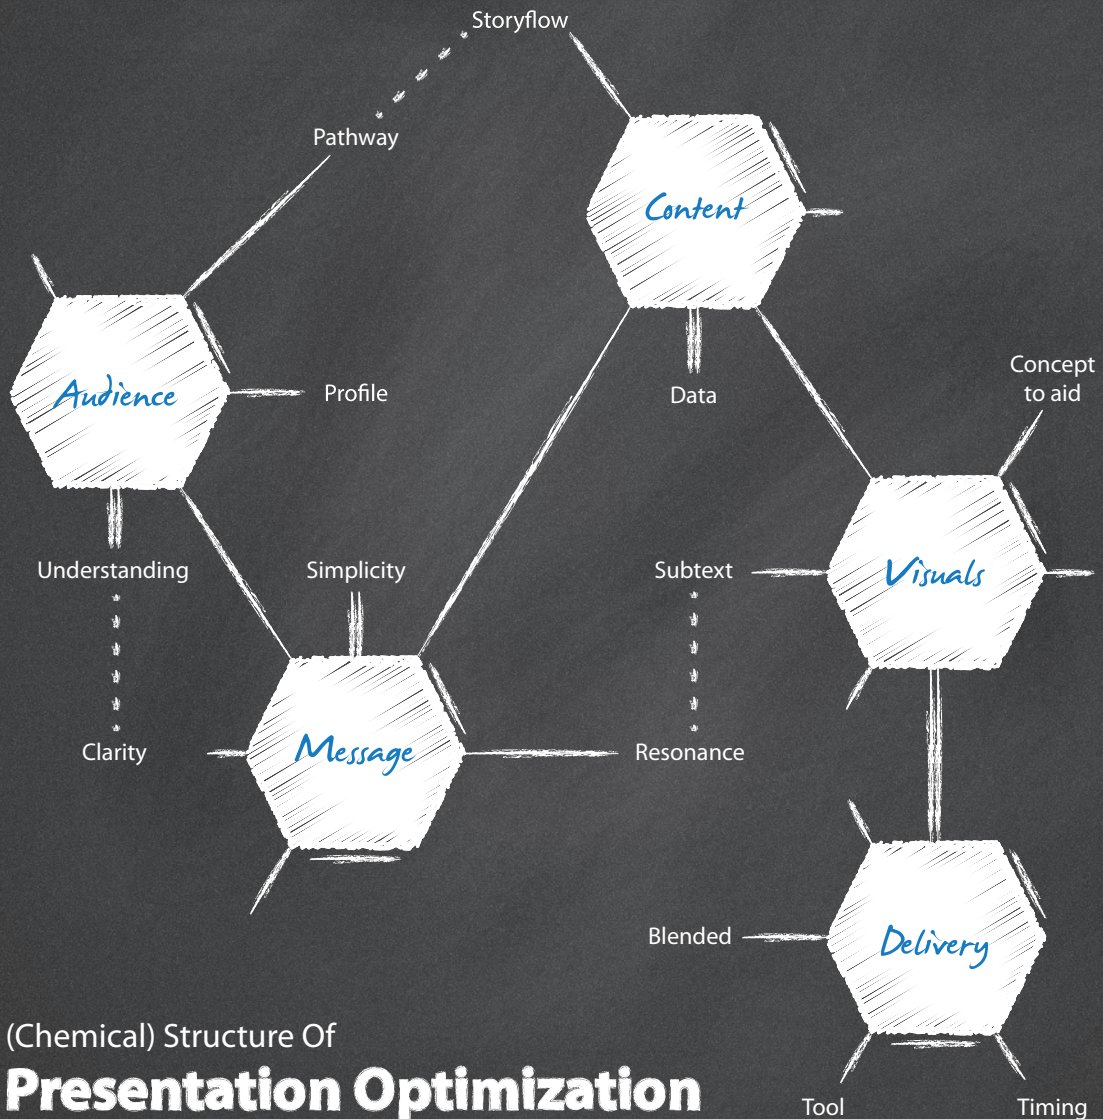 Storyflow
Pathway
Content
Audience
Profile
Data
Concept
to aid
Understanding
Simplicity
Subtext
Visuals
Clarity
Message
Resonance
Blended
Delivery
(Chemical) Structure Of
Presentation Optimization
Tool
Timing